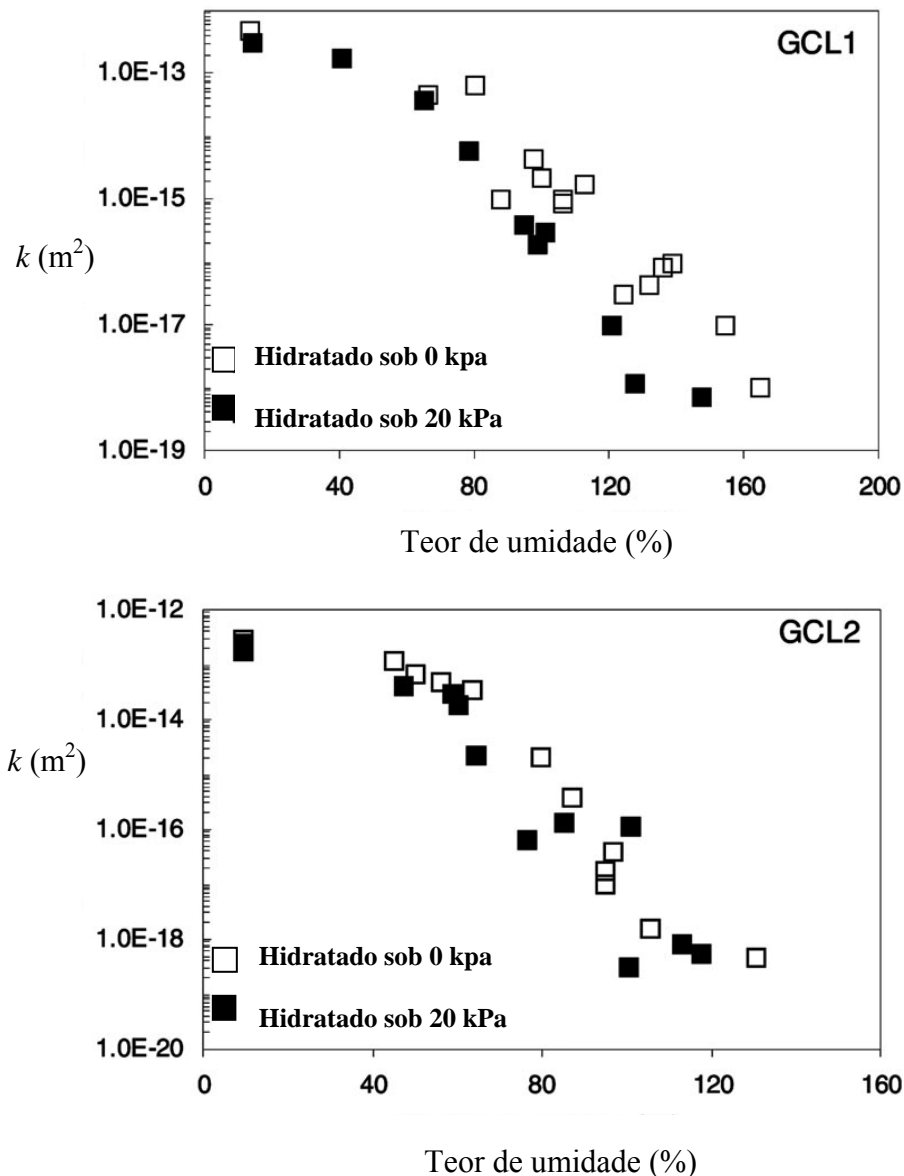 GCL1
1.0E-13
1.0E-15
k (m²)
1.0E-17
Hidratado sob 0 kpa
Hidratado sob 20 kPa
1.0E-19
0 40 80 120 160 200
Teor de umidade (%)
1.0E-12
GCL2
1.0E-14
k (m²)
1.0E-16
1.0E-18
Hidratado sob 0 kpa
Hidratado sob 20 kPa
1.0E-20
0 40 80 120 160
Teor de umidade (%)